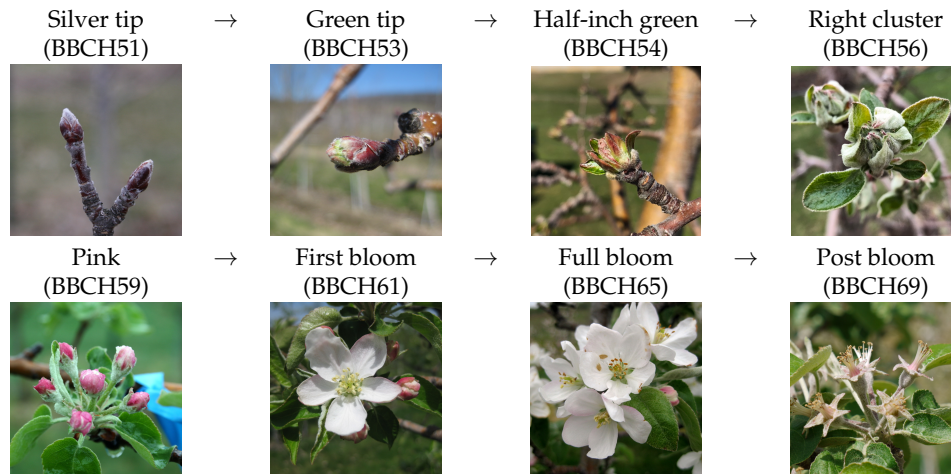 Silver tip → Green tip → Half-inch green → Right cluster
(BBCH51) (BBCH53) (BBCH54) (BBCH56)
Pink → First bloom → Full bloom → Post bloom
(BBCH59) (BBCH61) (BBCH65) (BBCH69)